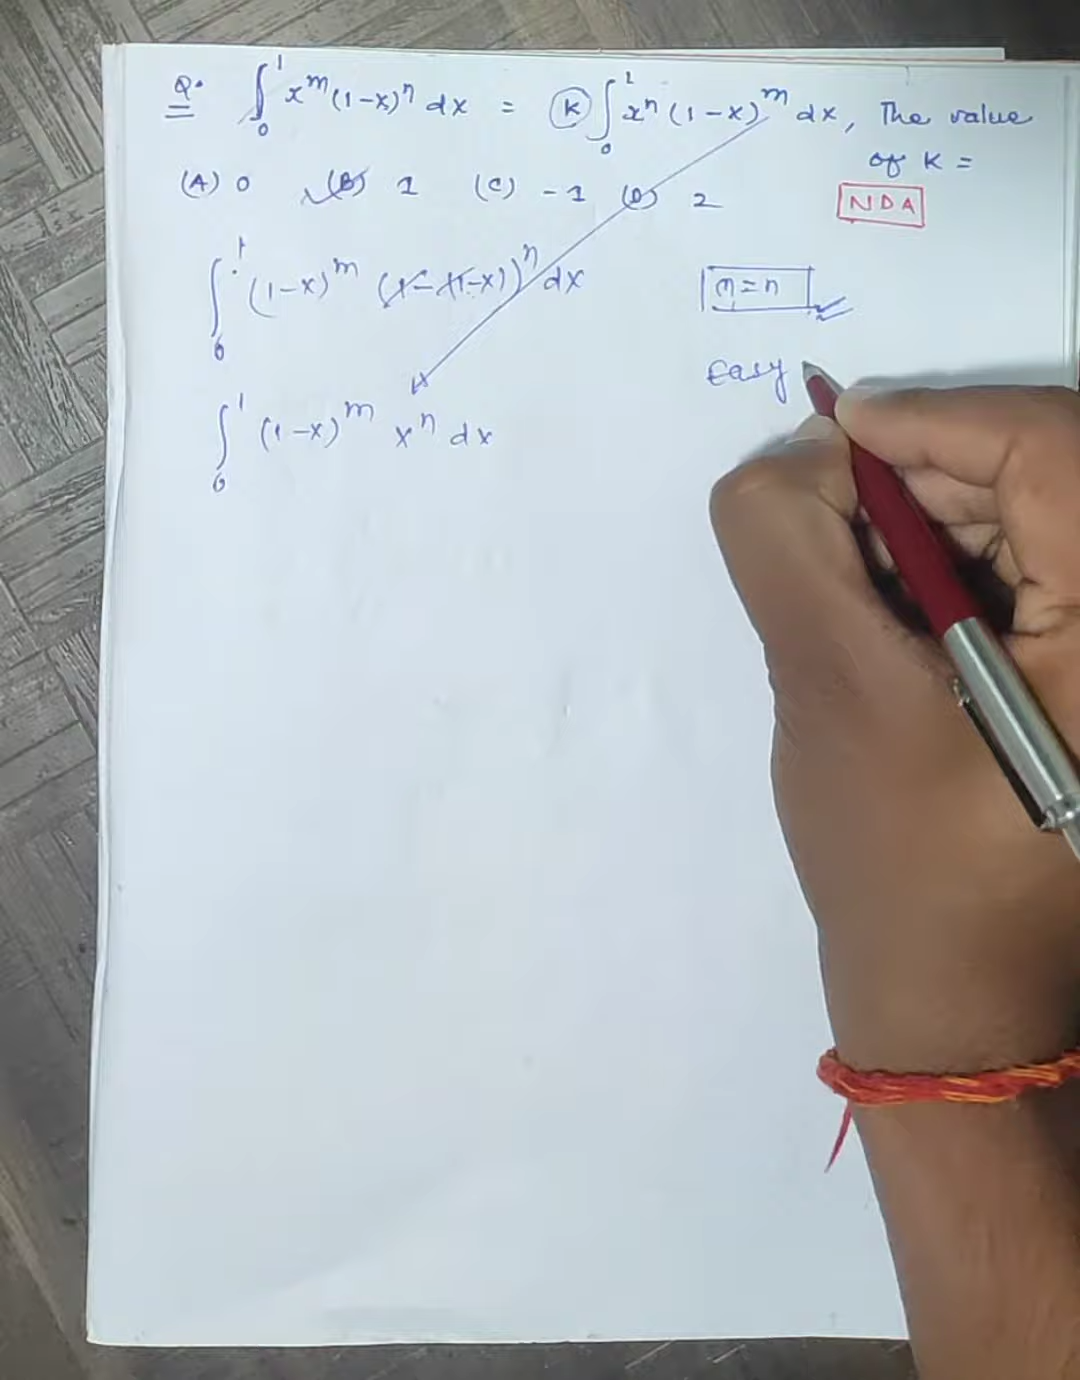 Q. ∫₀¹ xᵐ (1-x)ⁿ dx = k ∫₀¹ xⁿ (1-x)ᵐ dx, The value
of k =
(A) 0 (B) 1 (C) -1 (D) 2
NDA
∫₀¹ (1-x)ᵐ (1-(1-x))ⁿ dx
m=n
Easy
∫₀¹ (1-x)ᵐ xⁿ dx